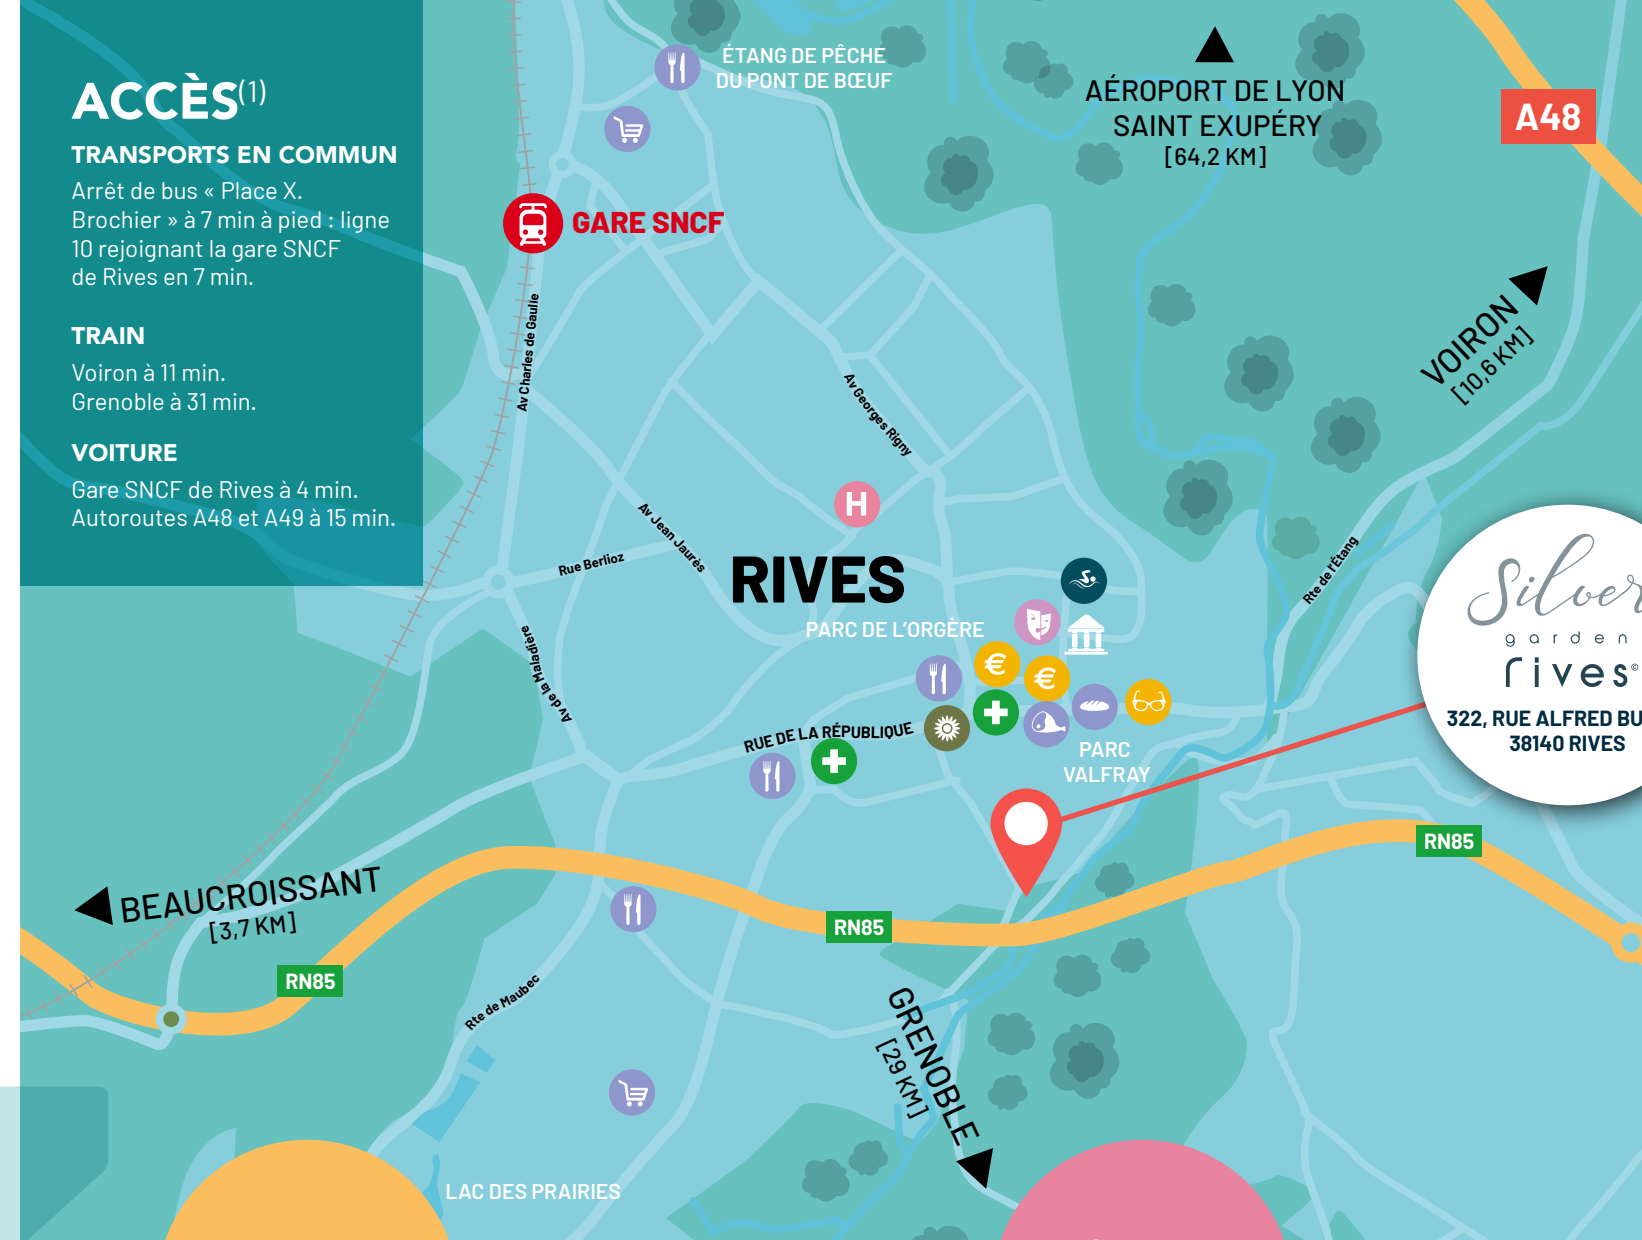 ACCÈS(1)
TRANSPORTS EN COMMUN
Arrêt de bus « Place X.
Brochier » à 7 min à pied : ligne
10 rejoignant la gare SNCF
de Rives en 7 min.
TRAIN
Voiron à 11 min.
Grenoble à 31 min.
VOITURE
Gare SNCF de Rives à 4 min.
Autoroutes A48 et A49 à 15 min.
ÉTANG DE PÊCHE
DU PONT DE BŒUF
AÉROPORT DE LYON
SAINT EXUPÉRY
[64,2 KM]
A48
GARE SNCF
VOIRON
[10,6 KM]
Av Charles de Gaulle
Av Georges Rigny
H
Av Jean Jaurès
Rue Berlioz
RIVES
PARC DE L'ORGÈRE
Rte de l'Étang
Av de la Maladière
€
€
RUE DE LA RÉPUBLIQUE
PARC
VALFRAY
Silver
garden
rives©
322, RUE ALFRED BU
38140 RIVES
RN85
BEAUCROISSANT
[3,7 KM]
RN85
RN85
Rte de Maubec
GRENOBLE
[29 KM]
LAC DES PRAIRIES